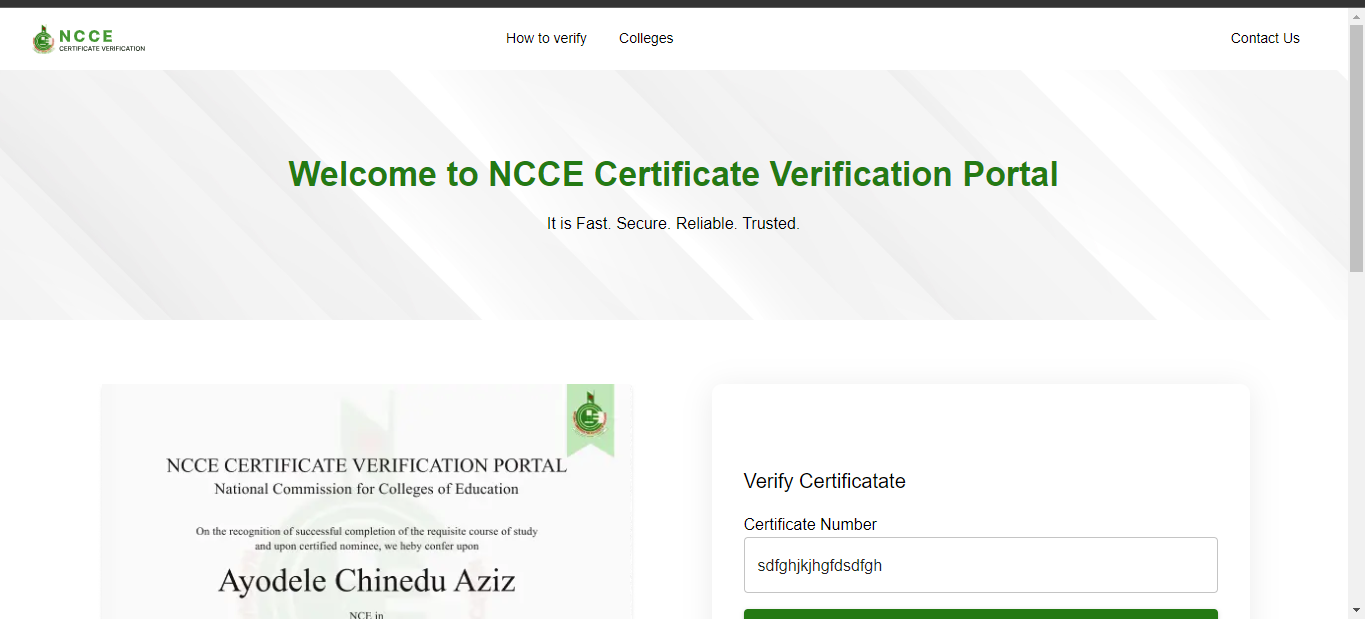 NCCE
CERTIFICATE VERIFICATION
How to verify
Colleges
Contact Us
Welcome to NCCE Certificate Verification Portal
It is Fast. Secure. Reliable. Trusted.
NCCE CERTIFICATE VERIFICATION PORTAL
National Commission for Colleges of Education
On the recognition of successful completion of the requisite course of study
and upon certified nominee, we heby confer upon
Ayodele Chinedu Aziz
NCE in
Verify Certificatate
Certificate Number
sdfghjkjhgfdsdfgh